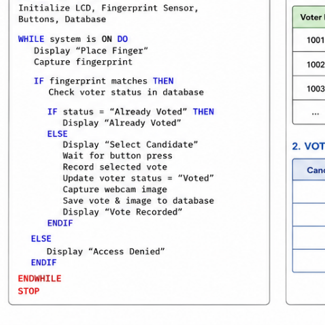 Initialize LCD, Fingerprint Sensor,
Buttons, Database
WHILE system is ON DO
Display “Place Finger”
Capture fingerprint
IF fingerprint matches THEN
Check voter status in database
IF status = “Already Voted” THEN
Display “Already Voted”
ELSE
Display “Select Candidate”
Wait for button press
Record selected vote
Update voter status = “Voted”
Capture webcam image
Save vote & image to database
Display “Vote Recorded”
ENDIF
ELSE
Display “Access Denied”
ENDIF
ENDWHILE
STOP
Voter
1001
1002
1003
...
2. VOT
Cand